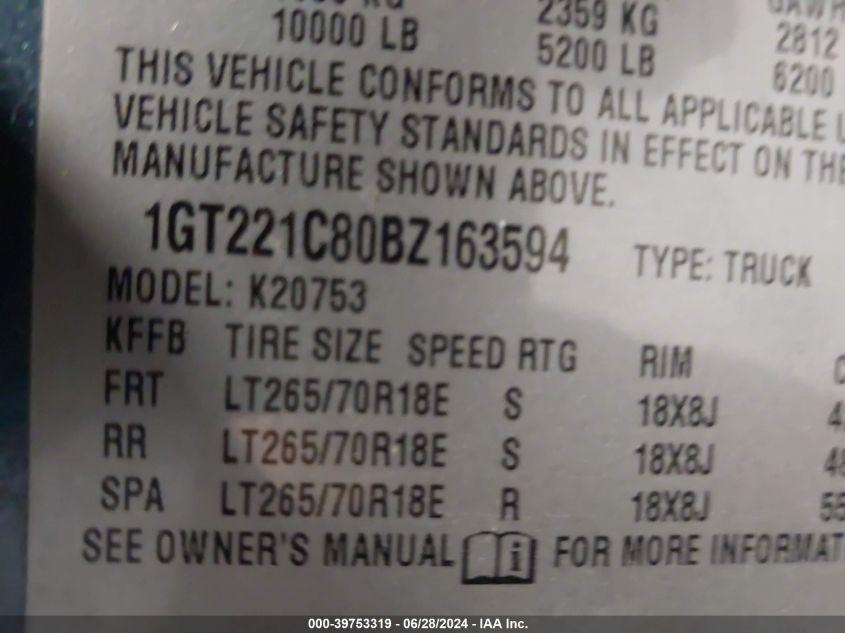 10000 LB 2359 KG
5200 LB 2812
6200
THIS VEHICLE CONFORMS TO ALL APPLICABLE
VEHICLE SAFETY STANDARDS IN EFFECT ON THE
MANUFACTURE SHOWN ABOVE.
1GT221C80BZ163594 TYPE: TRUCK
MODEL: K20753
KFFB TIRE SIZE SPEED RTG RIM
FRT LT265/70R18E S 18X8J
RR LT265/70R18E S 18X8J
SPA LT265/70R18E R 18X8J
SEE OWNER'S MANUAL i FOR MORE INFORMAT
000-39753319 - 06/28/2024 - IAA Inc.